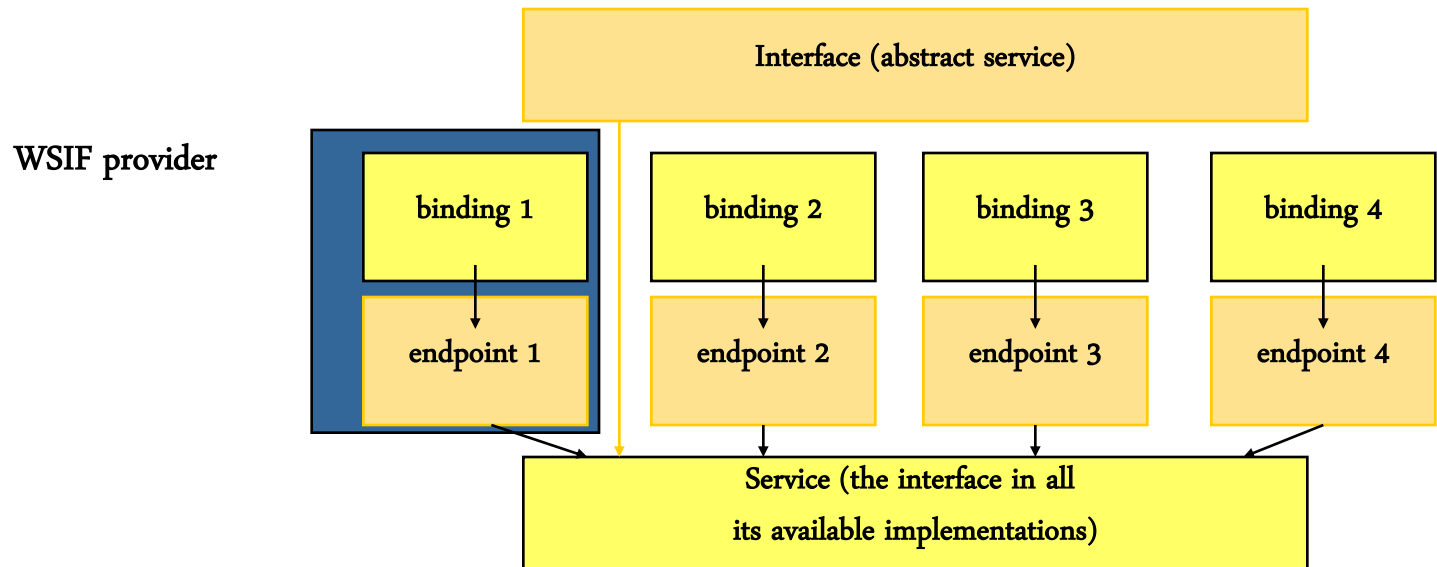 Interface (abstract service)
WSIF provider
binding 1
binding 2
binding 3
binding 4
endpoint 1
endpoint 2
endpoint 3
endpoint 4
Service (the interface in all
its available implementations)